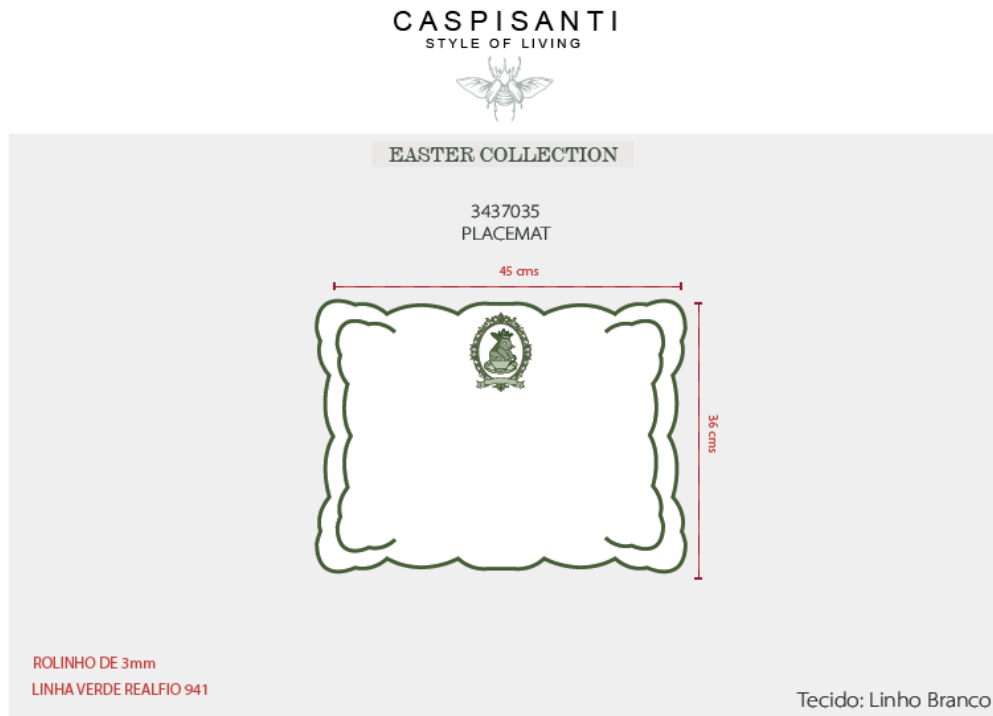 CASPISANTI
STYLE OF LIVING
EASTER COLLECTION
3437035
PLACEMAT
45 cms
36 cms
ROLINHO DE 3mm
LINHA VERDE REALFIO 941
Tecido: Linho Branco